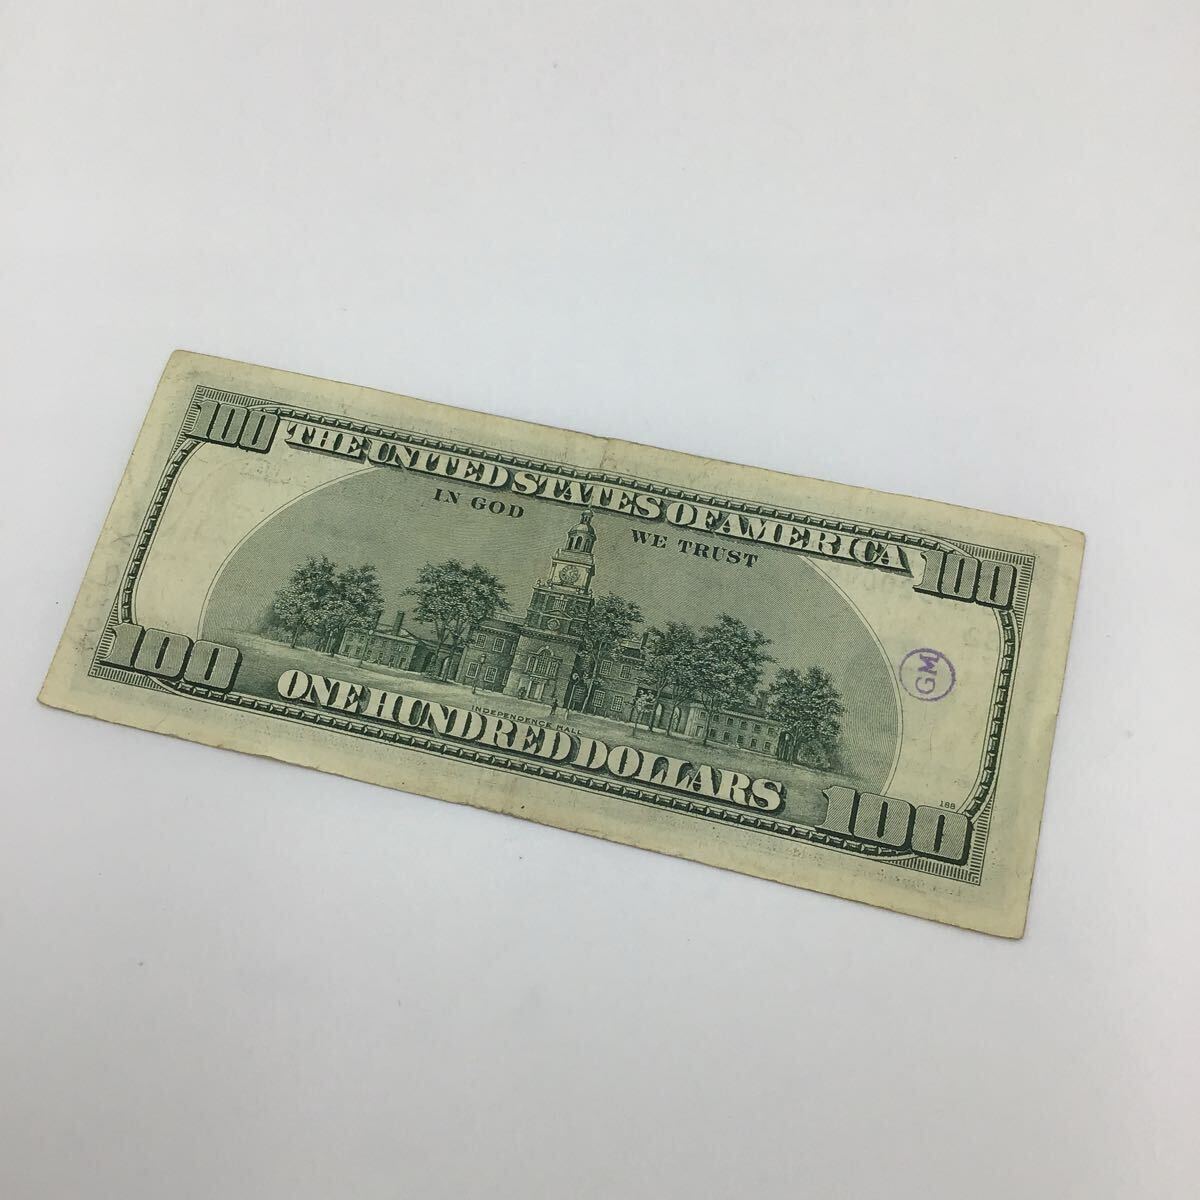 100
THE UNITED STATES OF AMERICA
100
IN GOD
WE TRUST
GM
100
INDEPENDENCE HALL
ONE HUNDRED DOLLARS
188
100